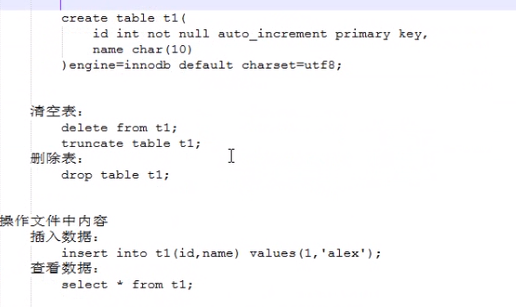 create table t1(
id int not null auto_increment primary key,
name char(10)
)engine=innodb default charset=utf8;
清空表：
delete from t1;
truncate table t1;
删除表：
drop table t1;
操作文件中内容
插入数据：
insert into t1(id,name) values(1,'alex');
查看数据：
select * from t1;